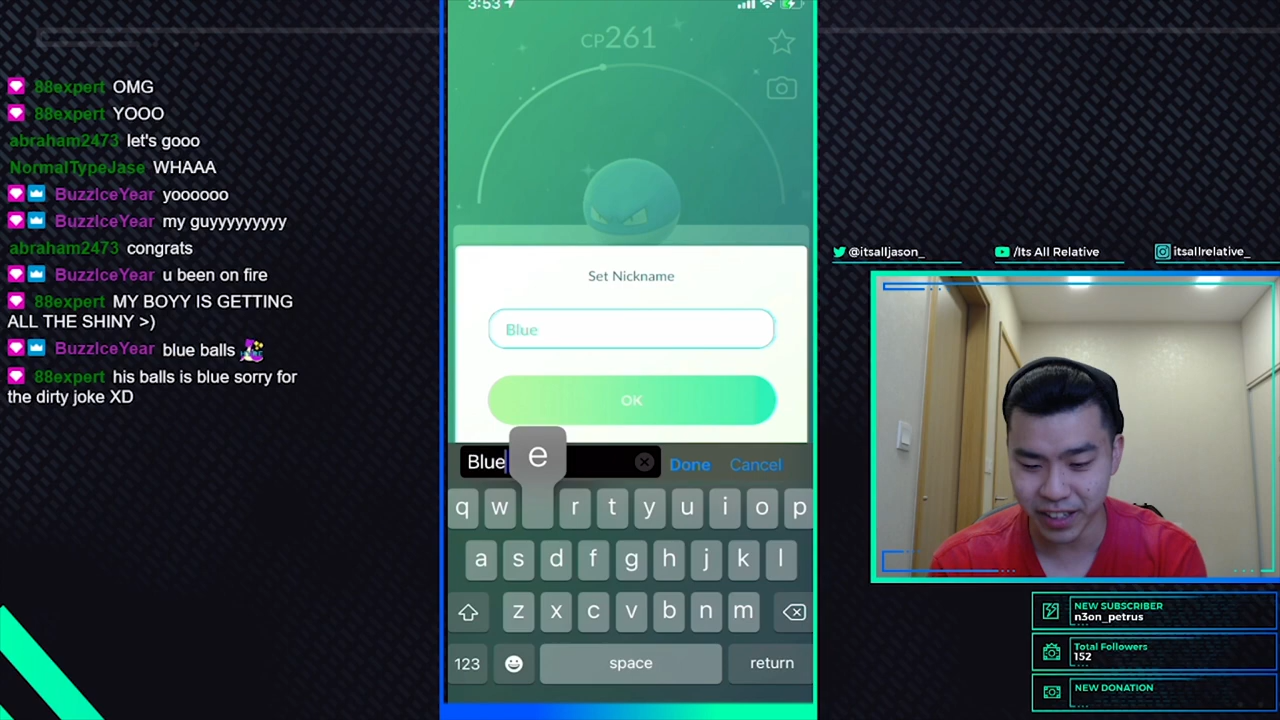 88expert OMG
88expert YOOO
abraham2473 let's gooo
NormalTypeJase WHAAA
BuzzIceYear yoooooo
BuzzIceYear my guyyyyyyyyy
abraham2473 congrats
BuzzIceYear u been on fire
88expert MY BOYY IS GETTING
ALL THE SHINY >)
BuzzIceYear blue balls
88expert his balls is blue sorry for
the dirty joke XD
3:53
CP261
Set Nickname
Blue
OK
Blue
e
Done Cancel
q w r t y u i o p
a s d f g h j k l
z x c v b n m
123 space return
@itsalljason_ /Its All Relative itsallrelative_
NEW SUBSCRIBER
n3on_petrus
Total Followers
152
NEW DONATION